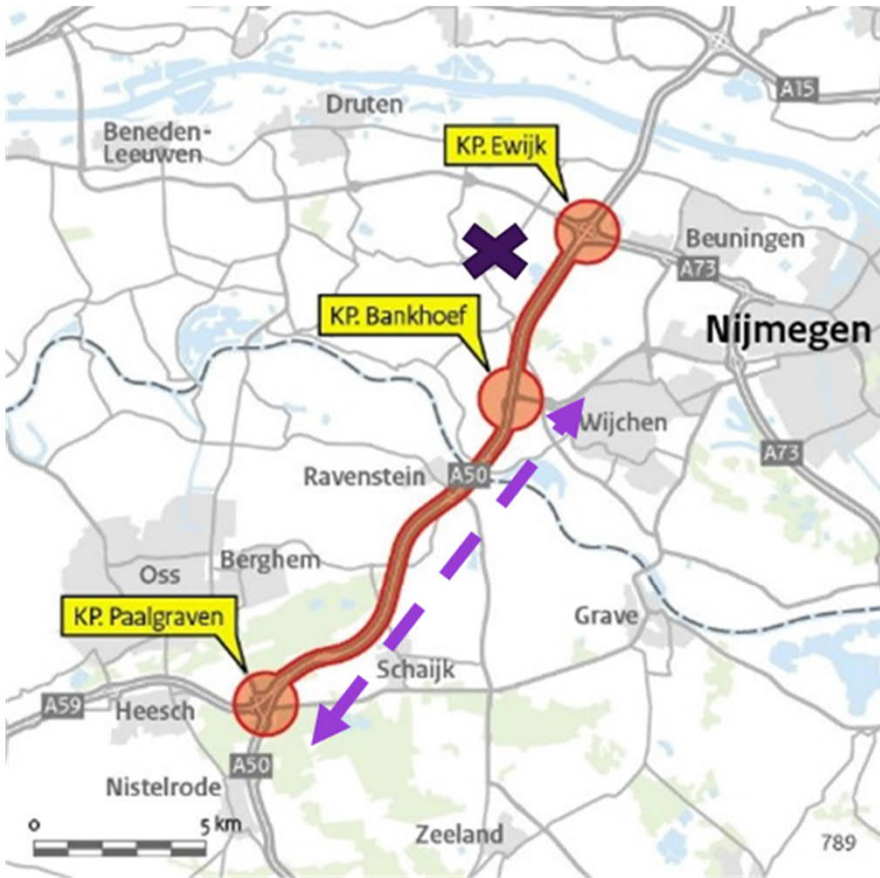 A15
Druten
Beneden-
Leeuwen
KP. Ewijk
Beuningen
A73
KP. Bankhoef
Nijmegen
Wijchen
A73
Ravenstein
A50
Berghem
Oss
KP. Paalgraven
Grave
Schaijk
A59
Heesch
A50
Nistelrode
0
5 km
Zeeland
789